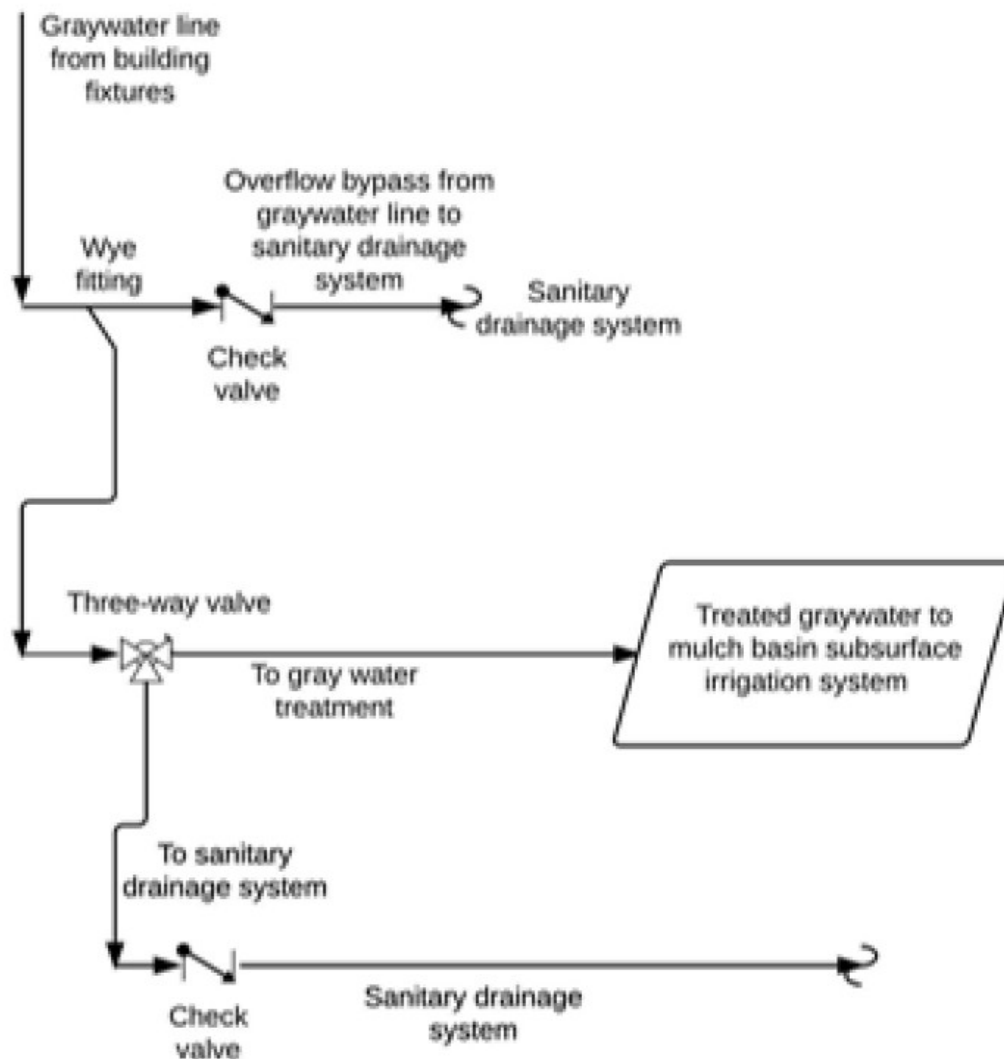 Graywater line
from building
fixtures
Overflow bypass from
graywater line to
sanitary drainage
system
Wye
fitting
Sanitary
drainage system
Check
valve
Three-way valve
To gray water
treatment
Treated graywater to
mulch basin subsurface
irrigation system
To sanitary
drainage system
Check
valve
Sanitary drainage
system